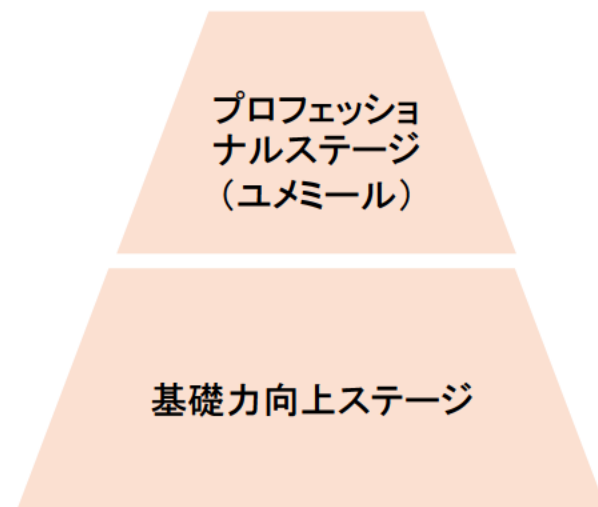 プロフェッショ
ナルステージ
（ユメミール）
基礎力向上ステージ